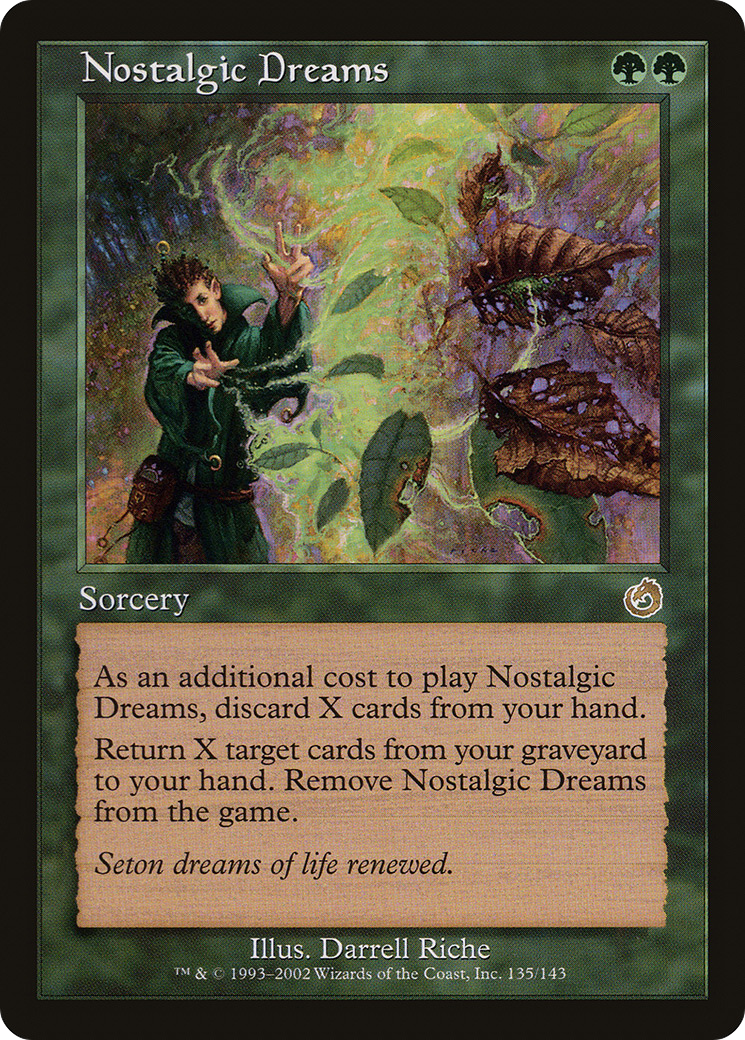 Nostalgic Dreams
Sorcery
As an additional cost to play Nostalgic
Dreams, discard X cards from your hand.
Return X target cards from your graveyard
to your hand. Remove Nostalgic Dreams
from the game.
Seton dreams of life renewed.
Illus. Darrell Riche
™ & © 1993–2002 Wizards of the Coast, Inc. 135/143